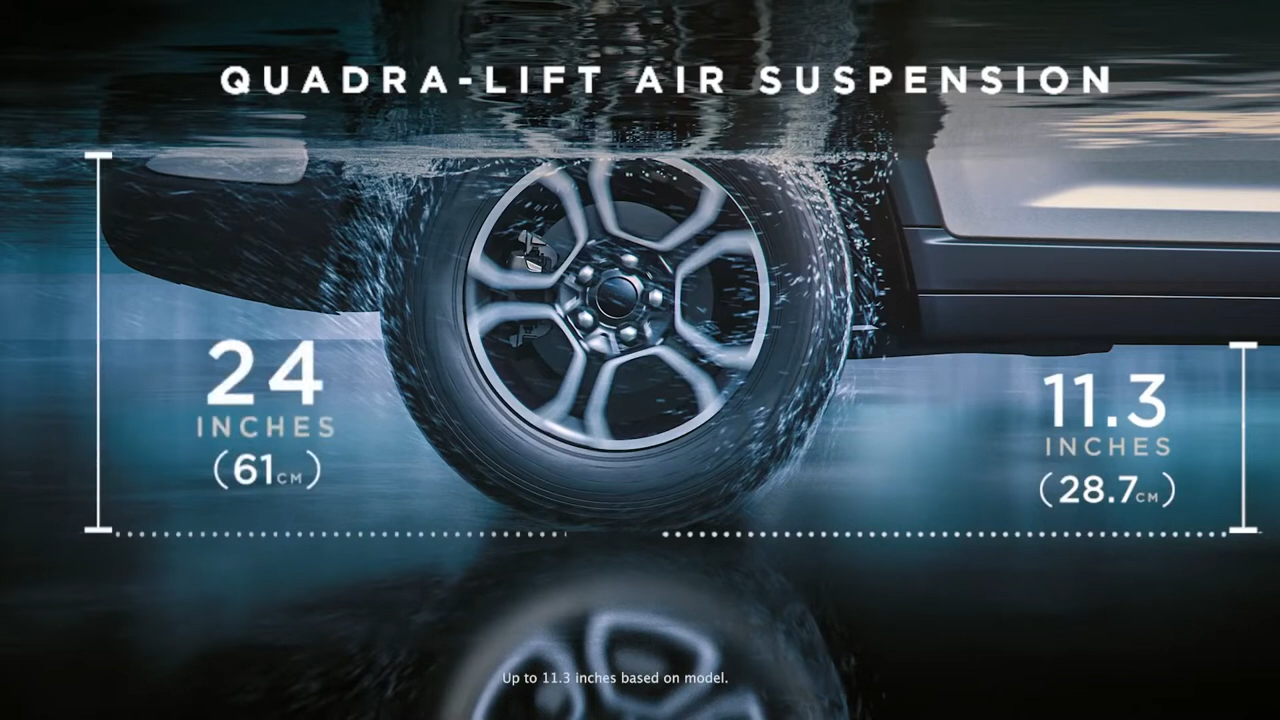 QUADRA-LIFT AIR SUSPENSION
24
INCHES
(61CM)
11.3
INCHES
(28.7CM)
Up to 11.3 inches based on model.